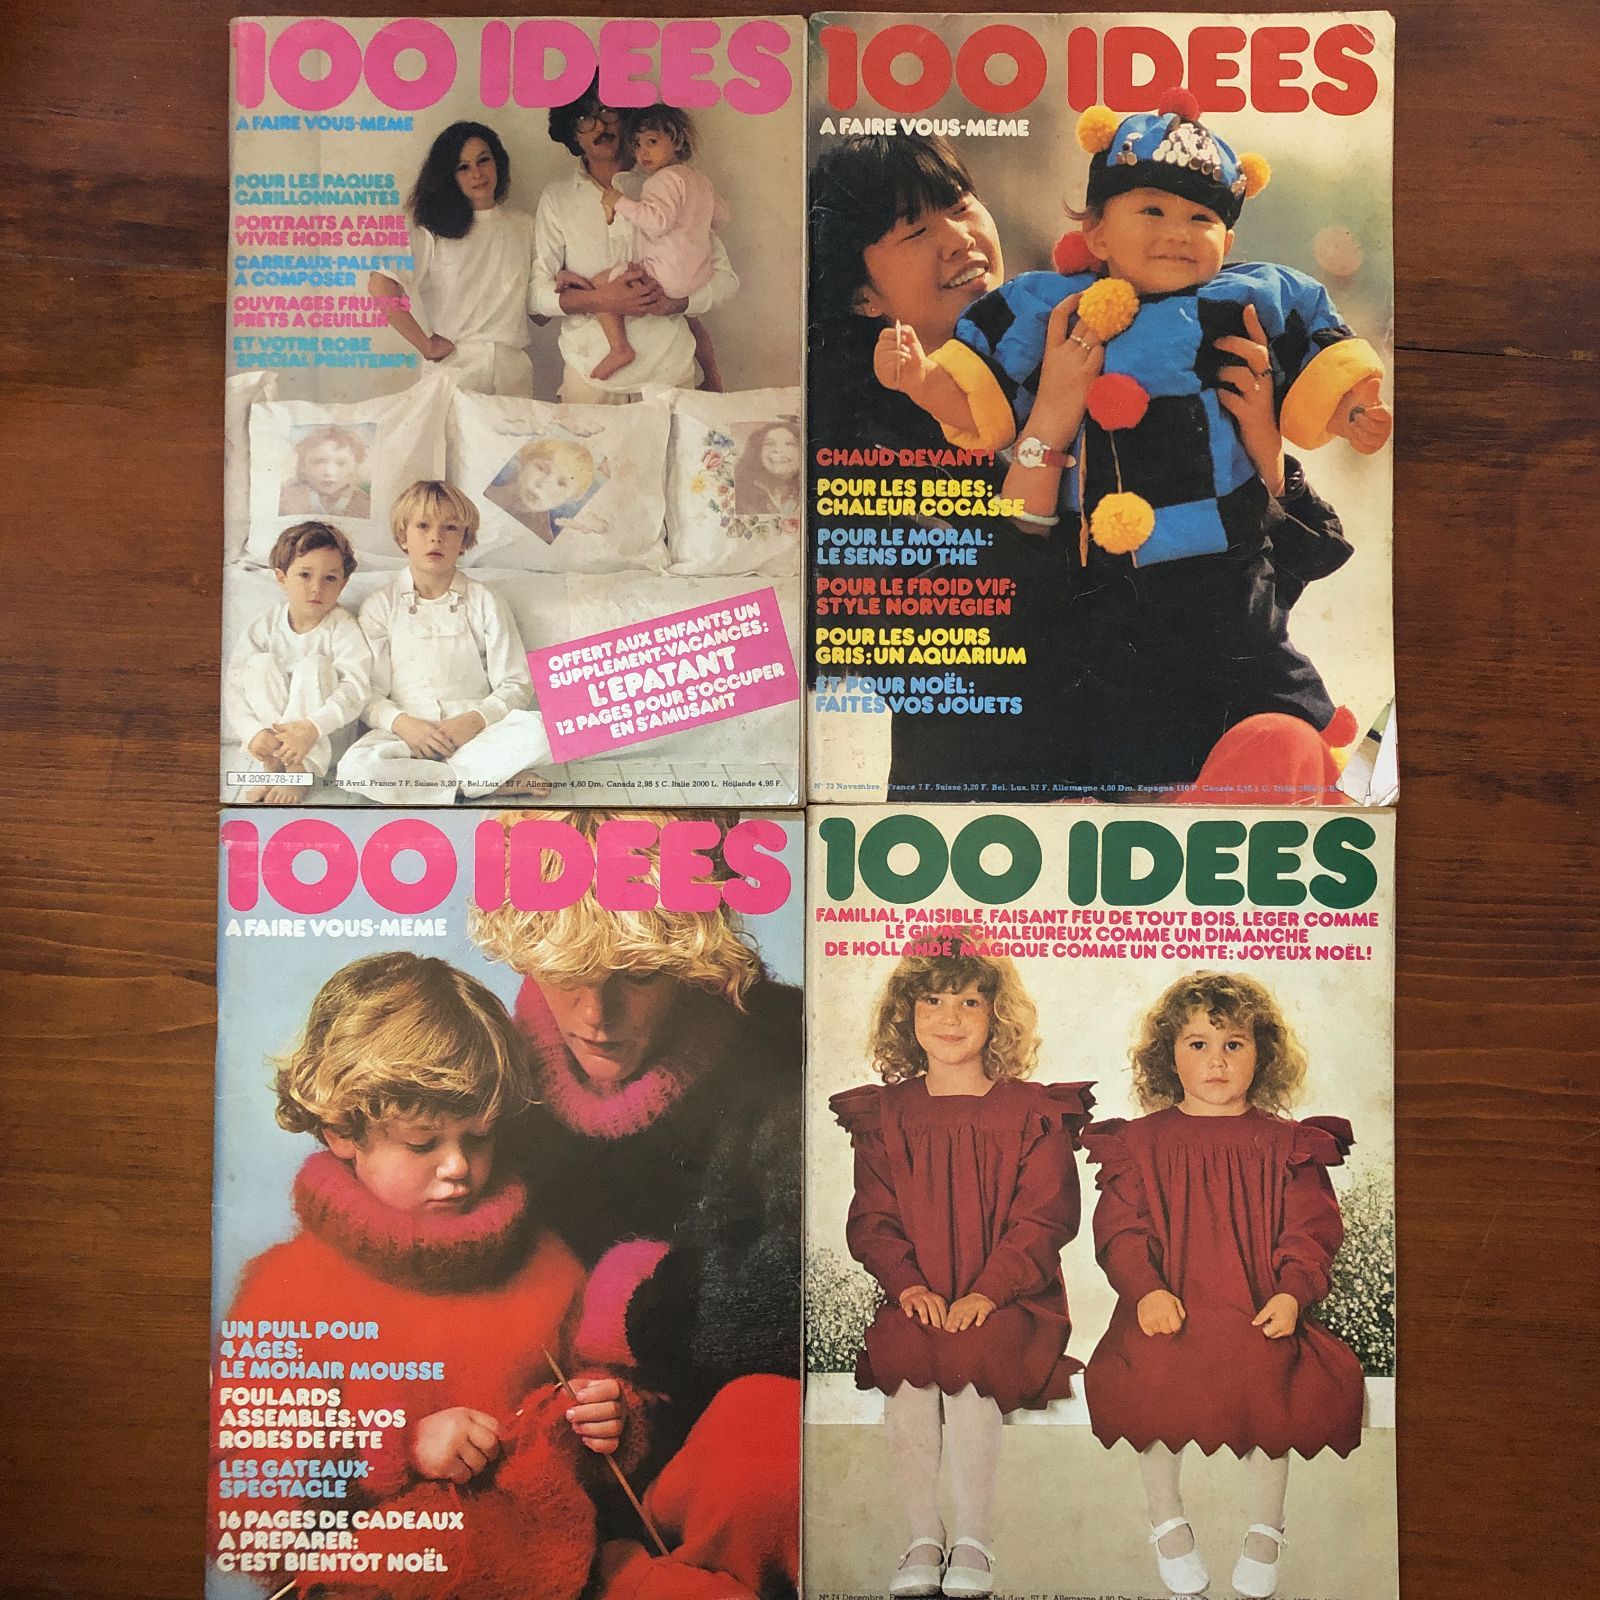 100 IDEES
A FAIRE VOUS-MEME
POUR LES PAQUES
CARILLONNANTES
PORTRAITS A FAIRE
VIVRE HORS CADRE
CARREAUX-PALETTE
A COMPOSER
OUVRAGES FRUITES
PRETS A CEUILLIR
ET VOTRE ROBE
SPECIAL PRINTEMPS
OFFERT AUX ENFANTS UN
SUPPLEMENT-VACANCES:
L'EPATANT
12 PAGES POUR S'OCCUPER
EN S'AMUSANT
M 2097-78-7 F
N° 78 Avril. France 7 F. Suisse 3,20 F. Bel./Lux. 57 F. Allemagne 4,80 Dm. Canada 2,95 $ C. Italie 2000 L. Hollande 4,95 F.
100 IDEES
A FAIRE VOUS-MEME
CHAUD DEVANT!
POUR LES BEBES:
CHALEUR COCASSE
POUR LE MORAL:
LE SENS DU THE
POUR LE FROID VIF:
STYLE NORVEGIEN
POUR LES JOURS
GRIS: UN AQUARIUM
ET POUR NOËL:
FAITES VOS JOUETS
N° 73 Novembre. France 7 F. Suisse 3,20 F. Bel. Lux. 57 F. Allemagne 4,80 Dm. Espagne 110 P. Canada 2,95 $ C. Italie
100 IDEES
A FAIRE VOUS-MEME
UN PULL POUR
4 AGES:
LE MOHAIR MOUSSE
FOULARDS
ASSEMBLES: VOS
ROBES DE FETE
LES GATEAUX-
SPECTACLE
16 PAGES DE CADEAUX
A PREPARER:
C'EST BIENTOT NOËL
100 IDEES
FAMILIAL, PAISIBLE, FAISANT FEU DE TOUT BOIS, LEGER COMME
LE GIVRE, CHALEUREUX COMME UN DIMANCHE
DE HOLLANDE, MAGIQUE COMME UN CONTE: JOYEUX NOËL!
N° 74 Décembre.